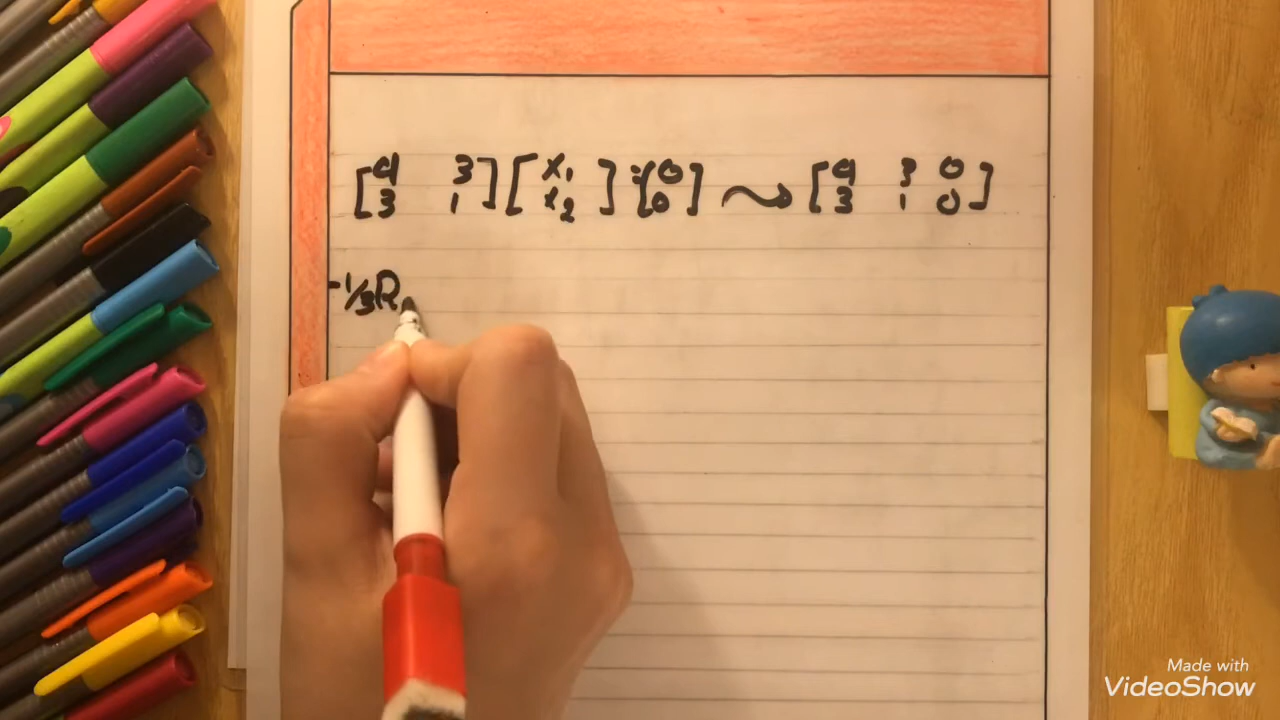 [9 3 3 1] [x₁ x₂] = [0 0] ⇝ [9 3 0 3 1 0]
-1/3R
Made with
VideoShow